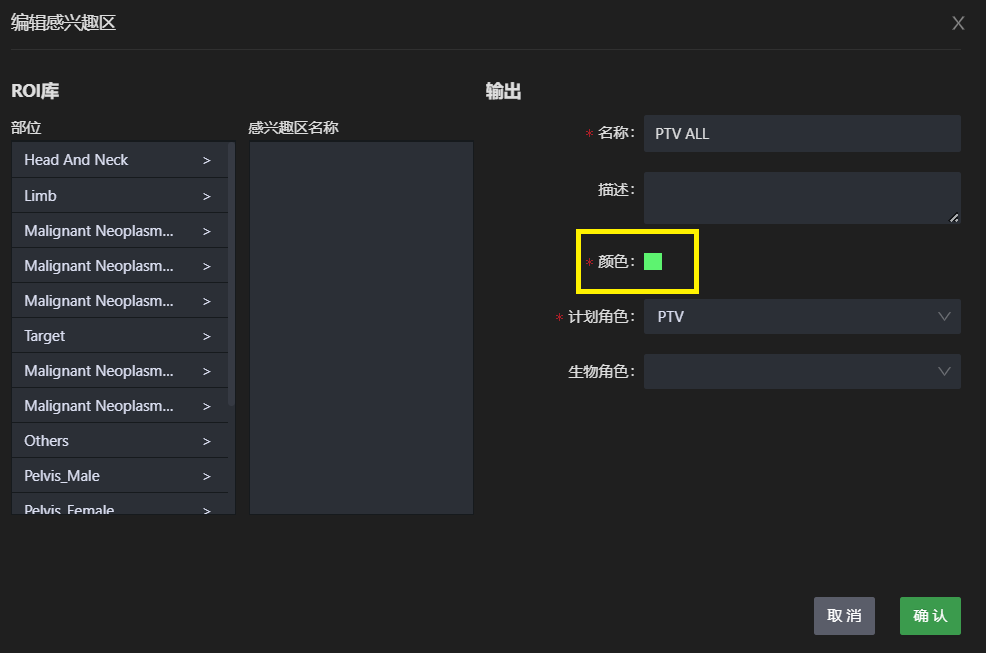 编辑感兴趣区
X
ROI库
部位
Head And Neck >
Limb >
Malignant Neoplasm... >
Malignant Neoplasm... >
Malignant Neoplasm... >
Target >
Malignant Neoplasm... >
Malignant Neoplasm... >
Others >
Pelvis_Male >
Pelvis_Female >
感兴趣区名称
输出
* 名称: PTV ALL
描述:
* 颜色:
* 计划角色: PTV
生物角色:
取 消
确 认